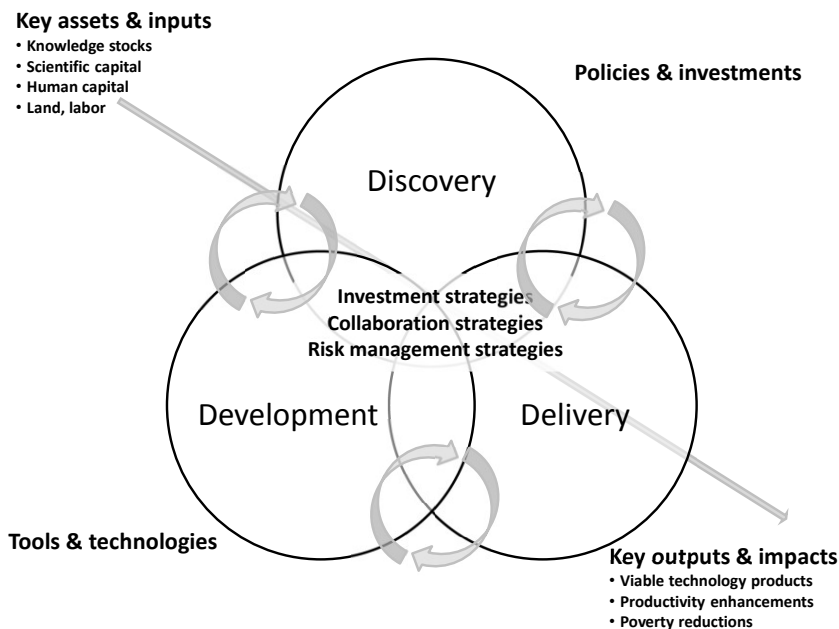 Key assets & inputs
• Knowledge stocks
• Scientific capital
• Human capital
• Land, labor
Policies & investments
Discovery
Investment strategies
Collaboration strategies
Risk management strategies
Development
Delivery
Tools & technologies
Key outputs & impacts
• Viable technology products
• Productivity enhancements
• Poverty reductions